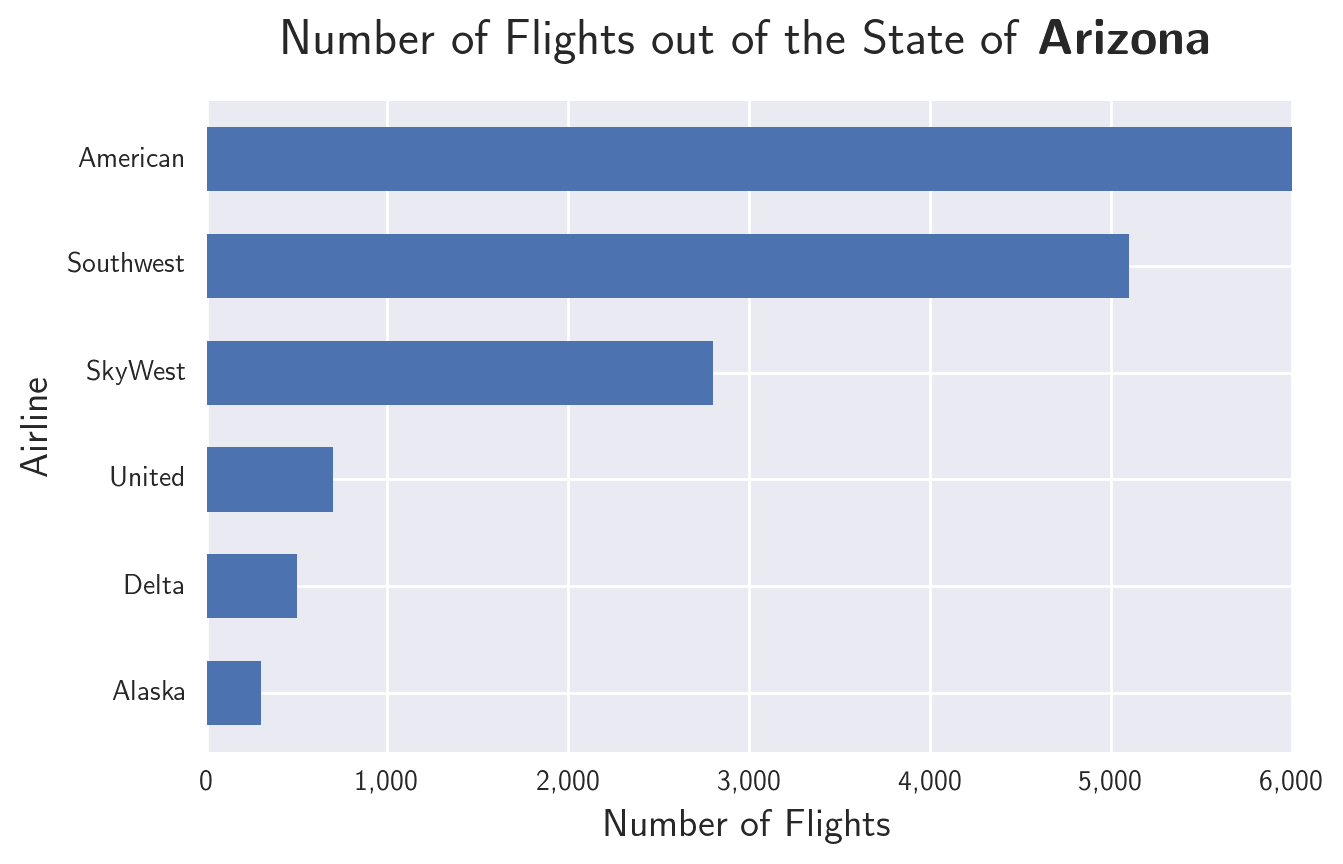 Number of Flights out of the State of Arizona
American
Southwest
SkyWest
United
Delta
Alaska
Airline
0 1,000 2,000 3,000 4,000 5,000 6,000
Number of Flights